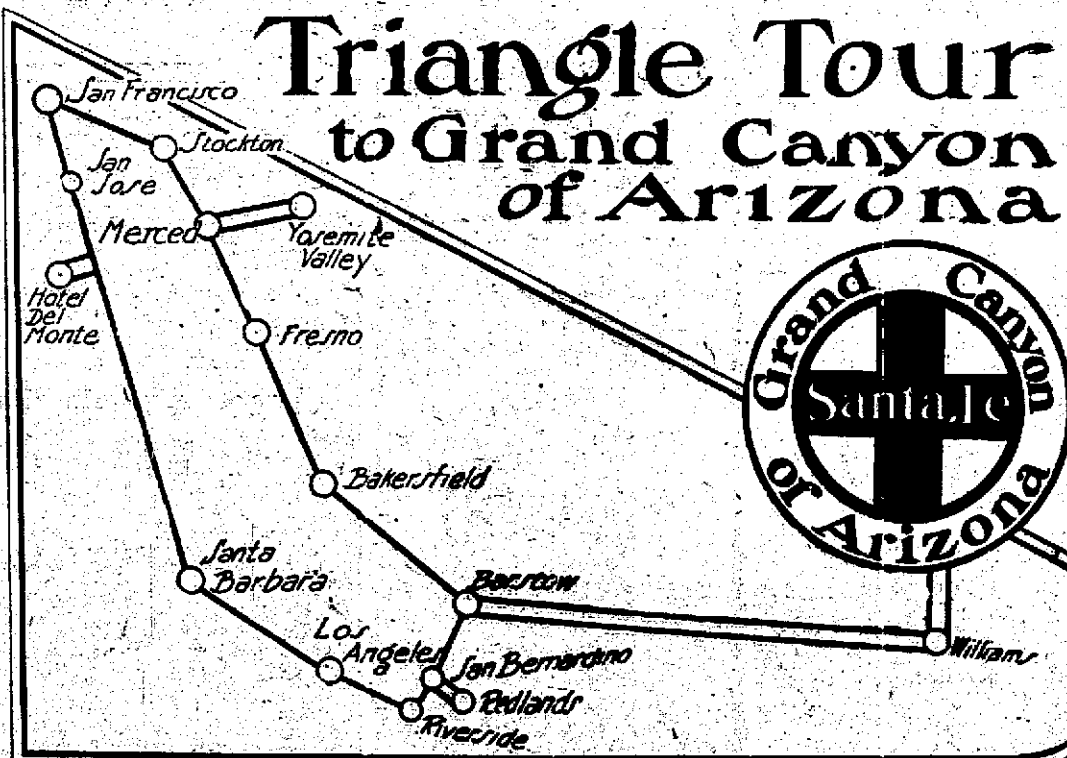 Triangle Tour
to Grand Canyon
of Arizona
San Francisco
Stockton
San
Jose
Merced
Yosemite
Valley
Hotel
Del
Monte
Fresno
Grand Canyon
of Arizona
Santa Fe
Bakersfield
Santa
Barbara
Barstow
Los
Angeles
San Bernardino
Williams
Redlands
Riverside